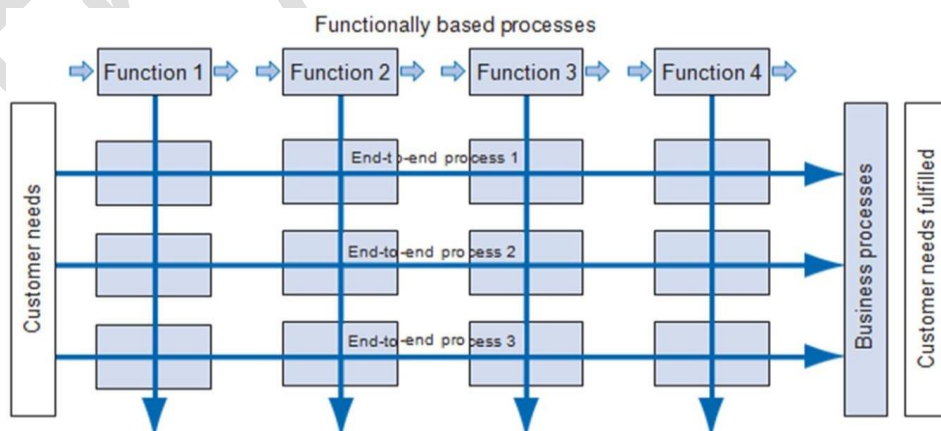 Functionally based processes
Function 1
Function 2
Function 3
Function 4
Customer needs
End-to-end process 1
End-to-end process 2
End-to-end process 3
Business processes
Customer needs fulfilled